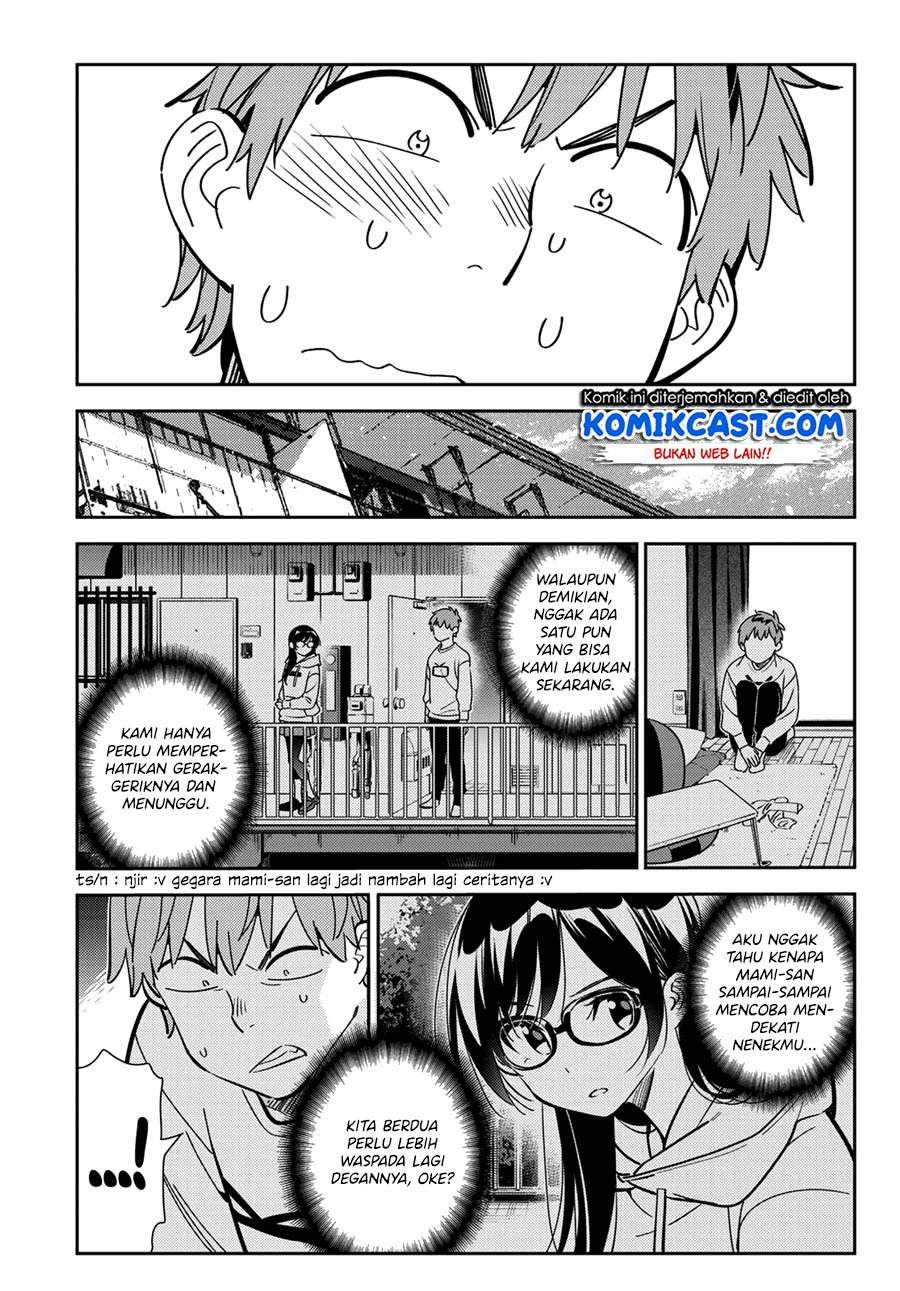 Komik ini diterjemahkan & diedit oleh
KOMIKCAST.COM
BUKAN WEB LAIN!!
WALAUPUN
DEMIKIAN,
NGGAK ADA
SATU PUN
YANG BISA
KAMI LAKUKAN
SEKARANG.
KAMI HANYA
PERLU MEMPER-
HATIKAN GERAK-
GERIKNYA DAN
MENUNGGU.
ts/n : njir :v gegara mami-san lagi jadi nambah lagi ceritanya :v
AKU NGGAK
TAHU KENAPA
MAMI-SAN
SAMPAI-SAMPAI
MENCOBA MEN-
DEKATI
NENEKMU...
KITA BERDUA
PERLU LEBIH
WASPADA LAGI
DEGANNYA, OKE?
....!